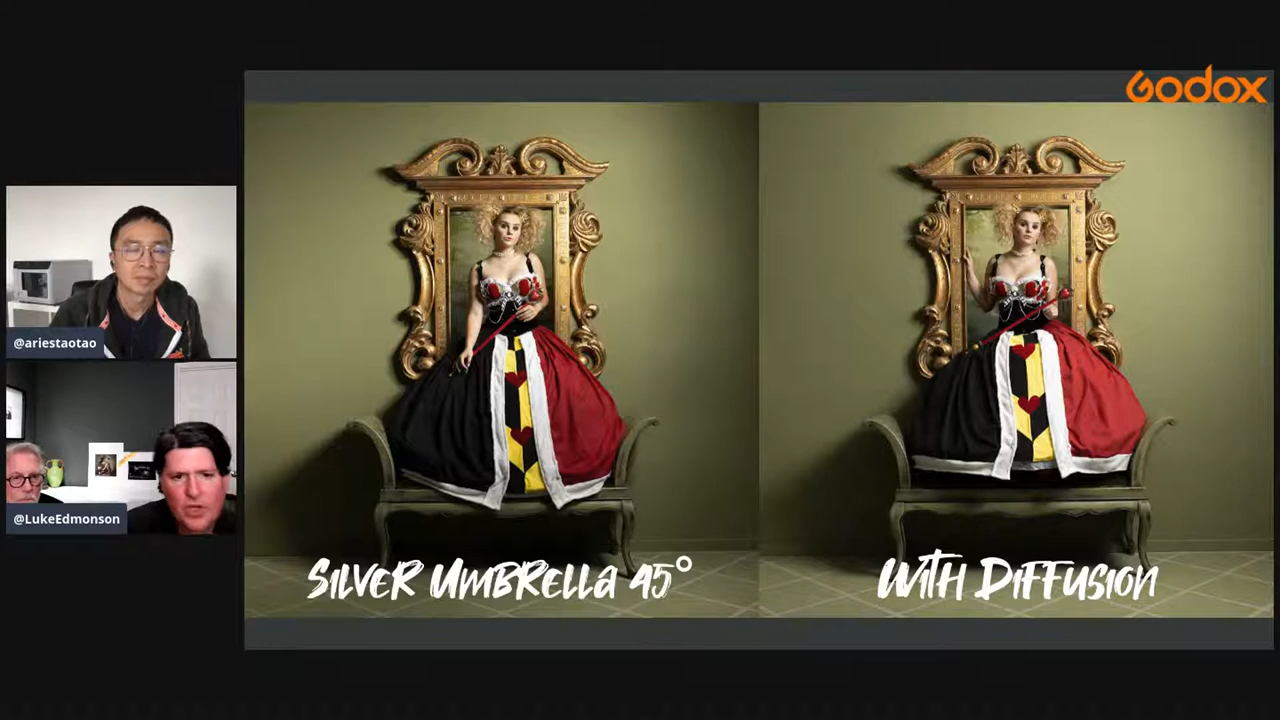 Godox
@ariestaotao
@LukeEdmonson
SILVER UMBRELLA 45°
WITH DIFFUSION